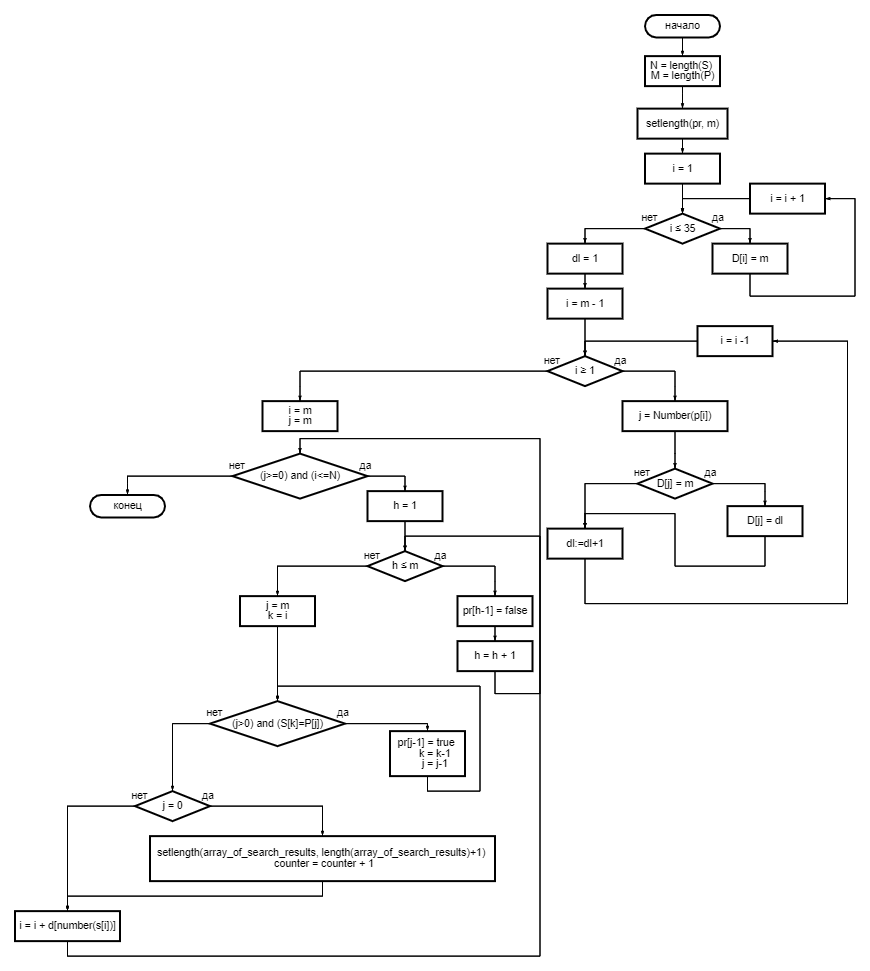 начало
N = length(S)
M = length(P)
setlength(pr, m)
i = 1
i = i + 1
нет
да
i ≤ 35
dl = 1
D[i] = m
i = m - 1
i = i -1
нет
да
i ≥ 1
i = m
j = m
j = Number(p[i])
нет
да
(j>=0) and (i<=N)
нет
да
D[j] = m
конец
h = 1
D[j] = dl
dl:=dl+1
нет
да
h ≤ m
j = m
k = i
pr[h-1] = false
h = h + 1
нет
да
(j>0) and (S[k]=P[j])
pr[j-1] = true
k = k-1
j = j-1
нет
да
j = 0
setlength(array_of_search_results, length(array_of_search_results)+1)
counter = counter + 1
i = i + d[number(s[i])]